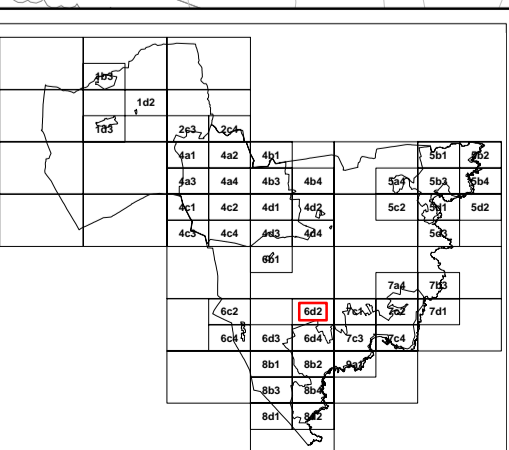 1b3
1d2
1d3 2c3 2c4
4a1 4a2 4b1 5b1 5b2
4a3 4a4 4b3 4b4 5a4 5b3 5b4
4c1 4c2 4d1 4d2 5c2 5d1 5d2
4c3 4c4 4d3 4d4 5d3
6b1
7a4 7b3
6c2 6d2 7c1 7c2 7d1
6c4 6d3 6d4 7c3 7c4
8b1 8b2 9a1
8b3 8b4
8d1 8d2